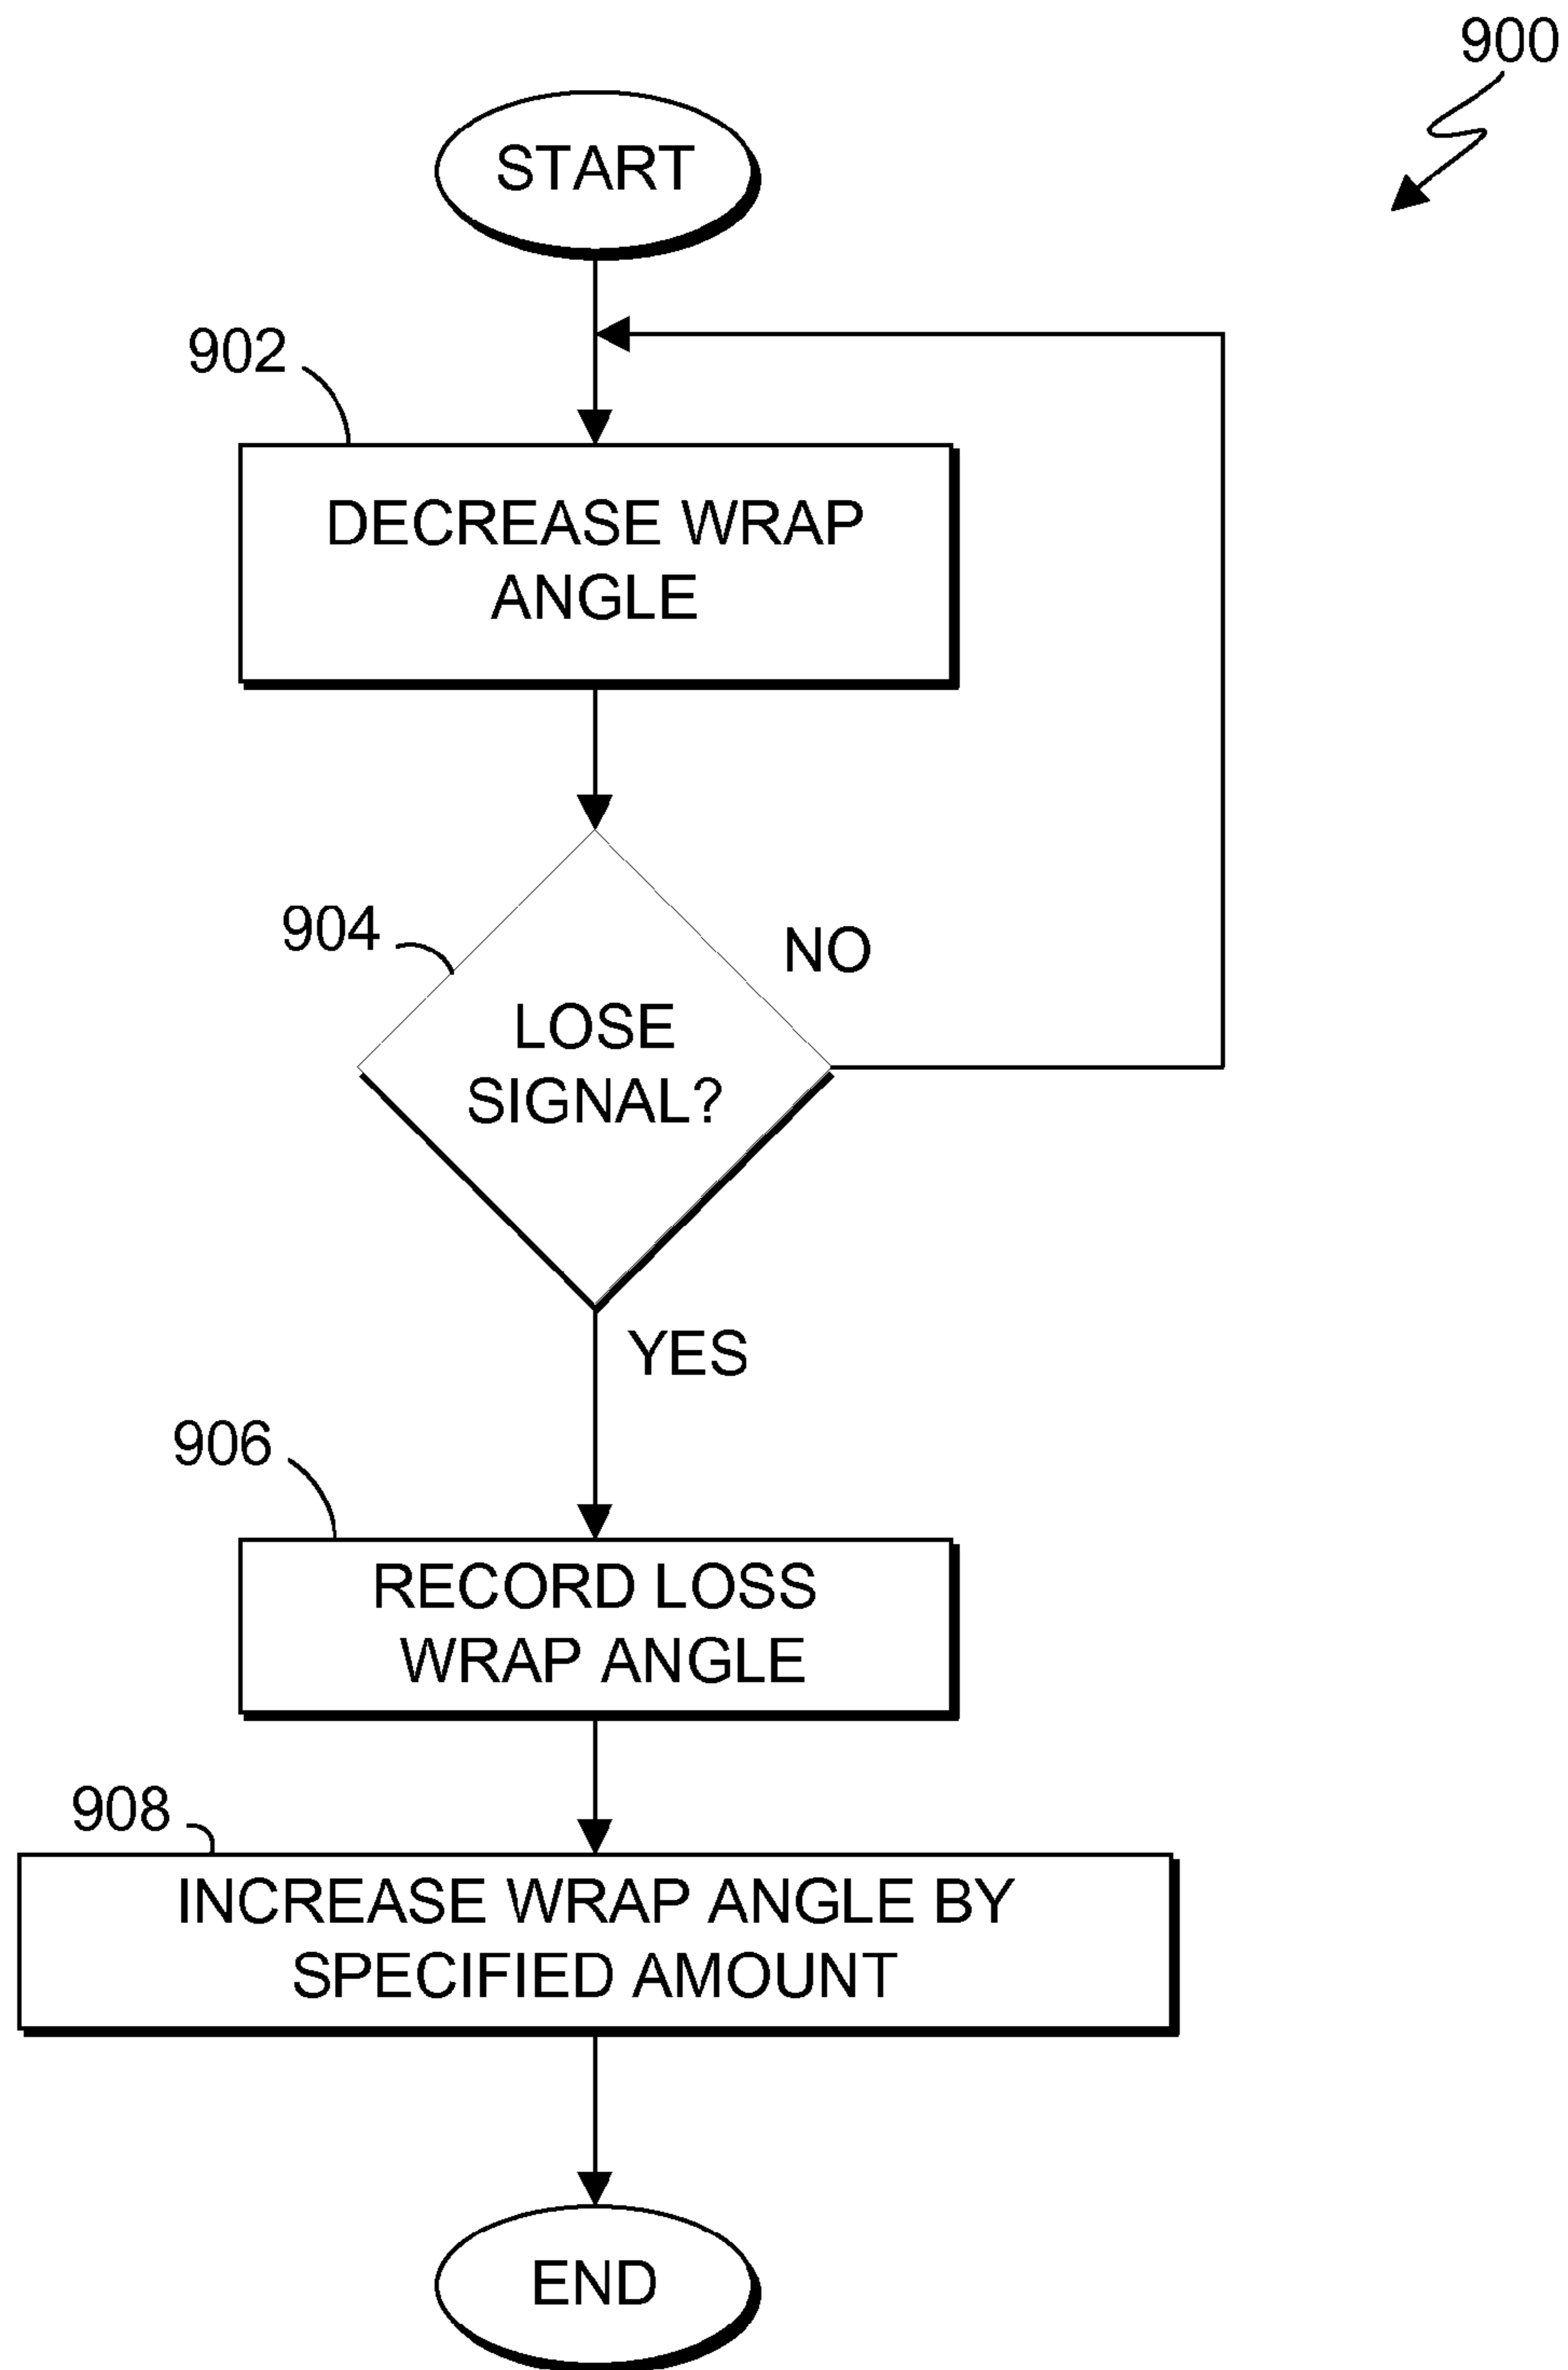 900
START
902
DECREASE WRAP
ANGLE
904
NO
LOSE
SIGNAL?
YES
906
RECORD LOSS
WRAP ANGLE
908
INCREASE WRAP ANGLE BY
SPECIFIED AMOUNT
END